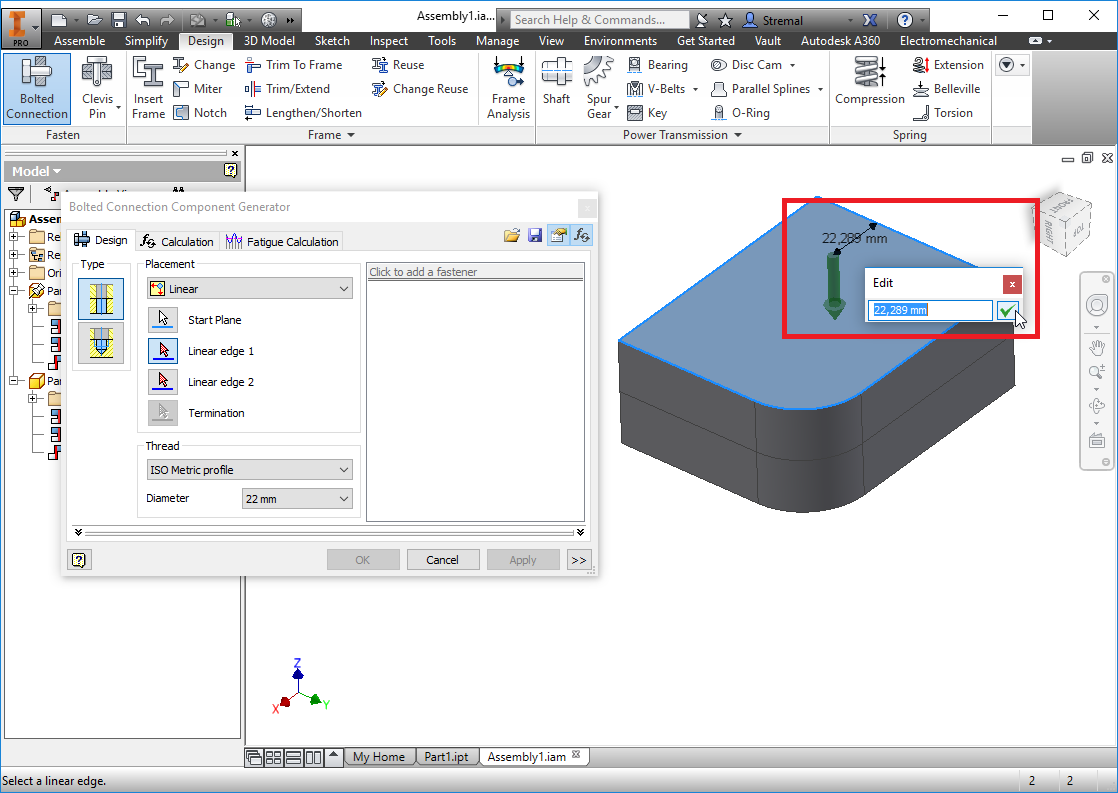 Assembly1.ia...
Search Help & Commands...
Stremal
PRO
Assemble Simplify Design 3D Model Sketch Inspect Tools Manage View Environments Get Started Vault Autodesk A360 Electromechanical
Bolted Connection
Clevis Pin
Insert Frame
Change
Miter
Notch
Trim To Frame
Trim/Extend
Lengthen/Shorten
Reuse
Change Reuse
Frame Analysis
Shaft
Spur Gear
Bearing
V-Belts
Key
Disc Cam
Parallel Splines
O-Ring
Compression
Extension
Belleville
Torsion
Fasten
Frame
Power Transmission
Spring
Model
Assem
Re
Re
Ori
Par
Par
Bolted Connection Component Generator
Design
Calculation
Fatigue Calculation
Type
Placement
Linear
Start Plane
Linear edge 1
Linear edge 2
Termination
Thread
ISO Metric profile
Diameter
22 mm
Click to add a fastener
OK
Cancel
Apply
>>
22,289 mm
Edit
22,289 mm
FRONT
TOP
RIGHT
Z
X
Y
My Home
Part1.ipt
Assembly1.iam
Select a linear edge.
2
2